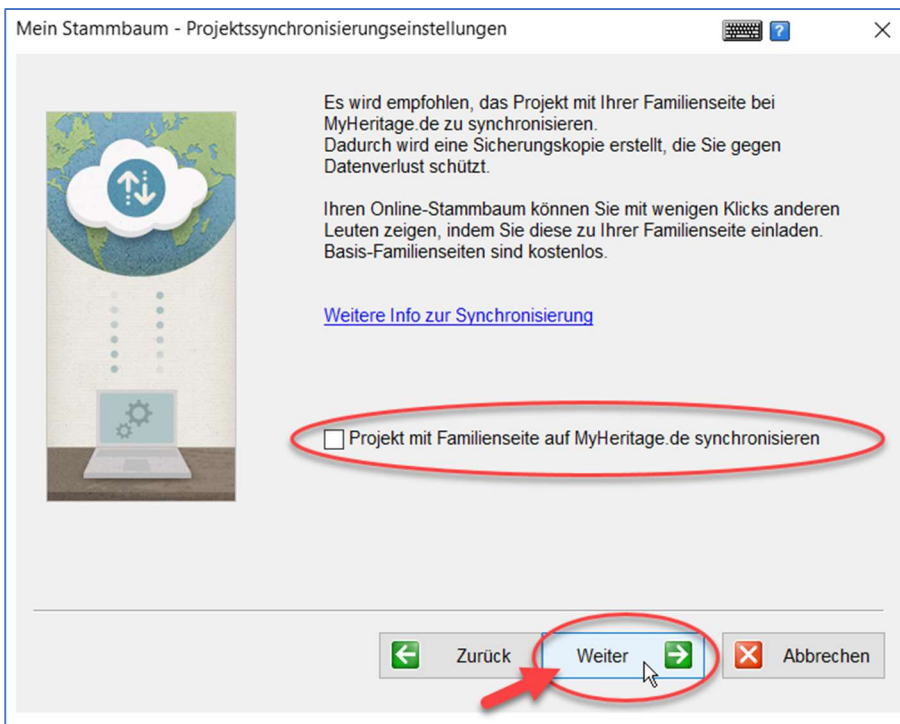 Mein Stammbaum - Projektssynchronisierungseinstellungen
?
Es wird empfohlen, das Projekt mit Ihrer Familienseite bei
MyHeritage.de zu synchronisieren.
Dadurch wird eine Sicherungskopie erstellt, die Sie gegen
Datenverlust schützt.
Ihren Online-Stammbaum können Sie mit wenigen Klicks anderen
Leuten zeigen, indem Sie diese zu Ihrer Familienseite einladen.
Basis-Familienseiten sind kostenlos.
Weitere Info zur Synchronisierung
Projekt mit Familienseite auf MyHeritage.de synchronisieren
Zurück Weiter Abbrechen